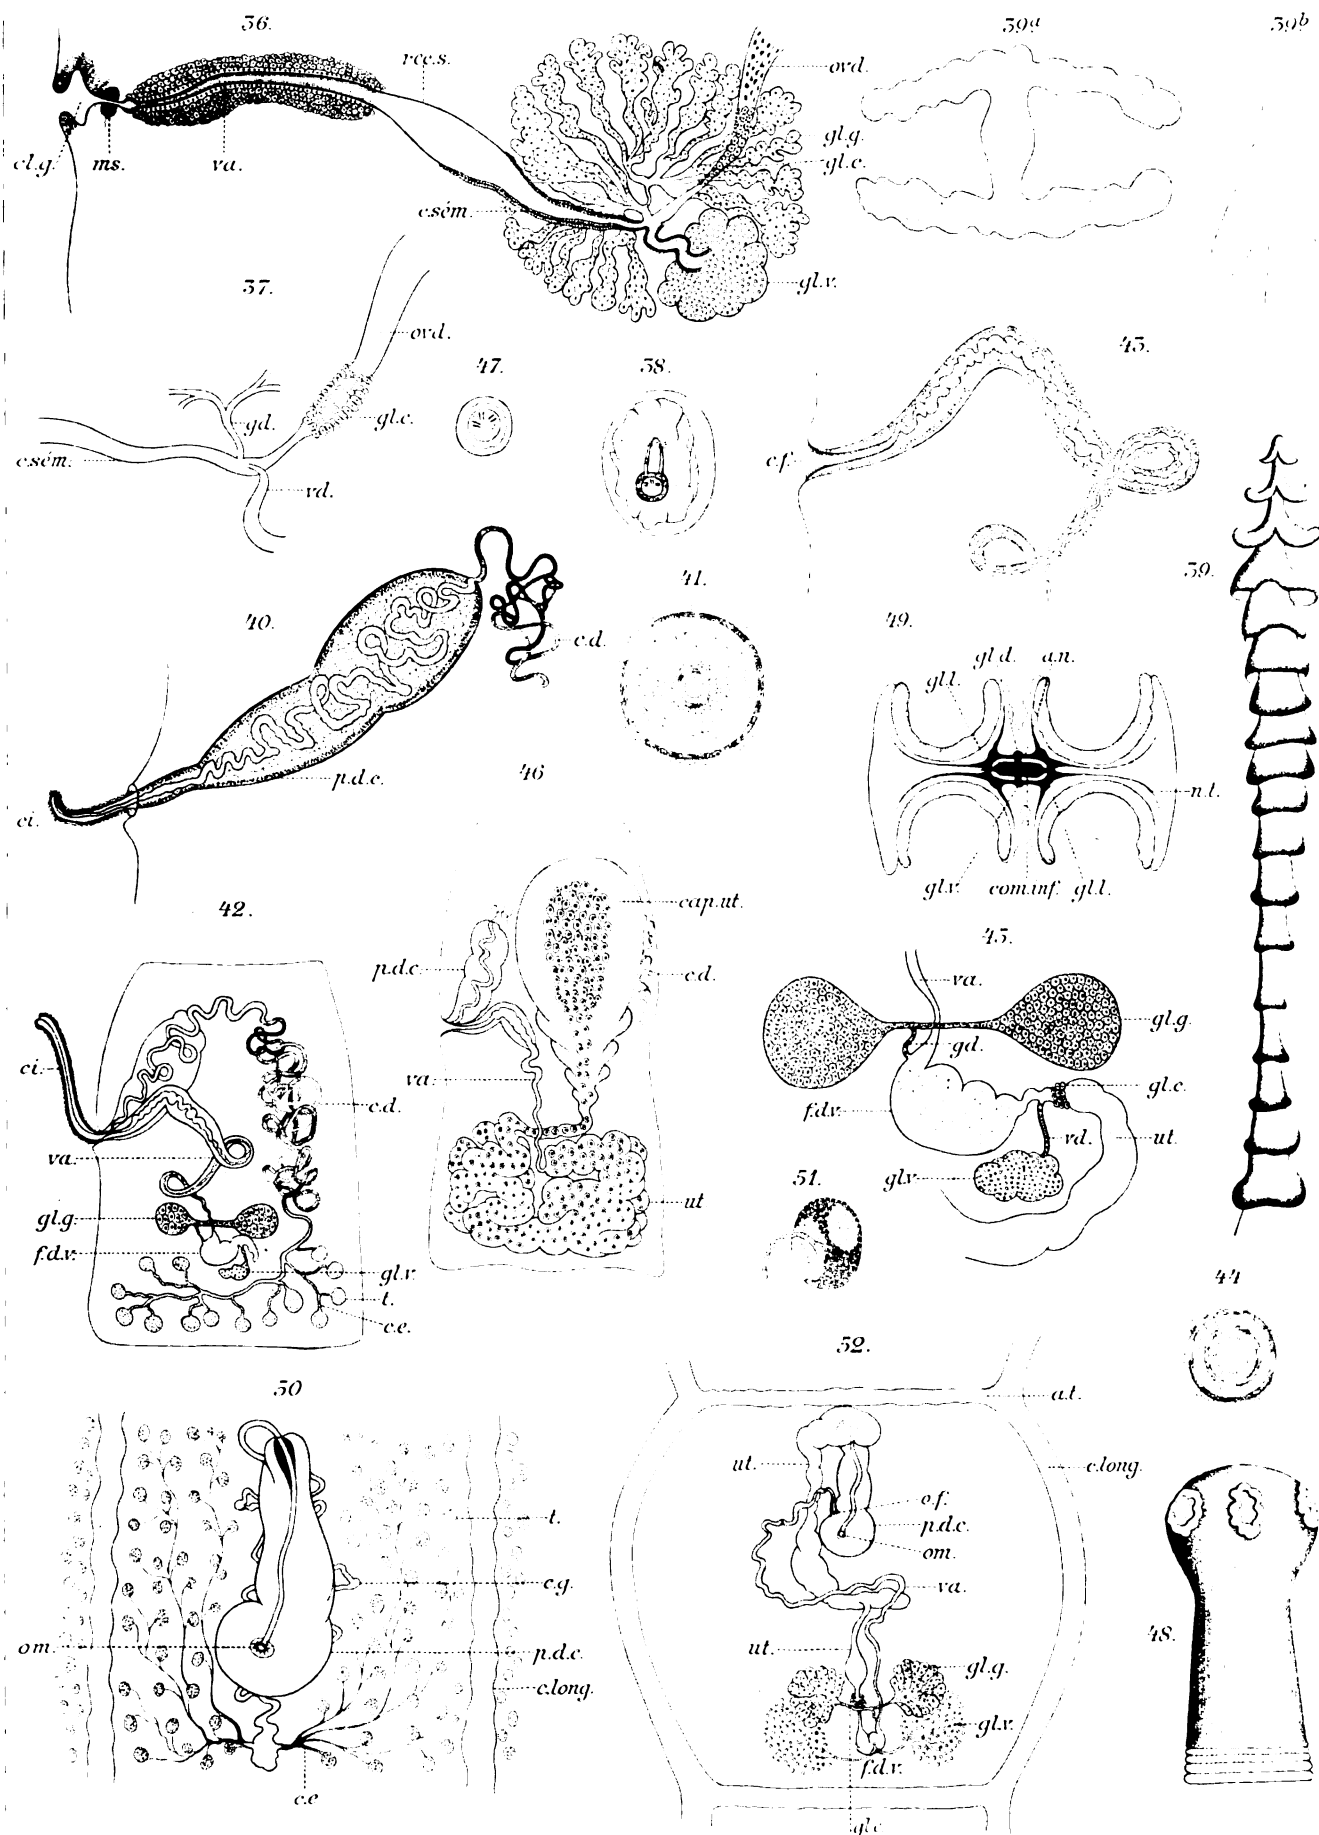 36.
39a
39b
rec.s.
ovd.
gl.g.
gl.c.
cl.g.
ms.
va.
c.sém.
gl.v.
37.
ovd.
gd.
gl.c.
c.sém.
vd.
47.
38.
43.
c.f.
39.
40.
c.d.
p.d.c.
ci.
41.
49.
gl.l.
gl.d.
a.n.
n.l.
gl.v.
com.inf.
gl.l.
46
cap.ut.
p.d.c.
c.d.
va.
ut
42.
ci.
c.d.
va.
gl.g.
f.d.v.
gl.v.
t.
c.e.
45.
va.
gl.g.
gd.
gl.c.
f.d.v.
vd.
ut.
gl.v.
51.
44
50
t.
c.g.
om.
p.d.c.
c.long.
c.e
52.
a.t.
ut.
c.long.
o.f.
p.d.c.
om.
va.
ut.
gl.g.
gl.v.
f.d.v.
gl.c.
48.